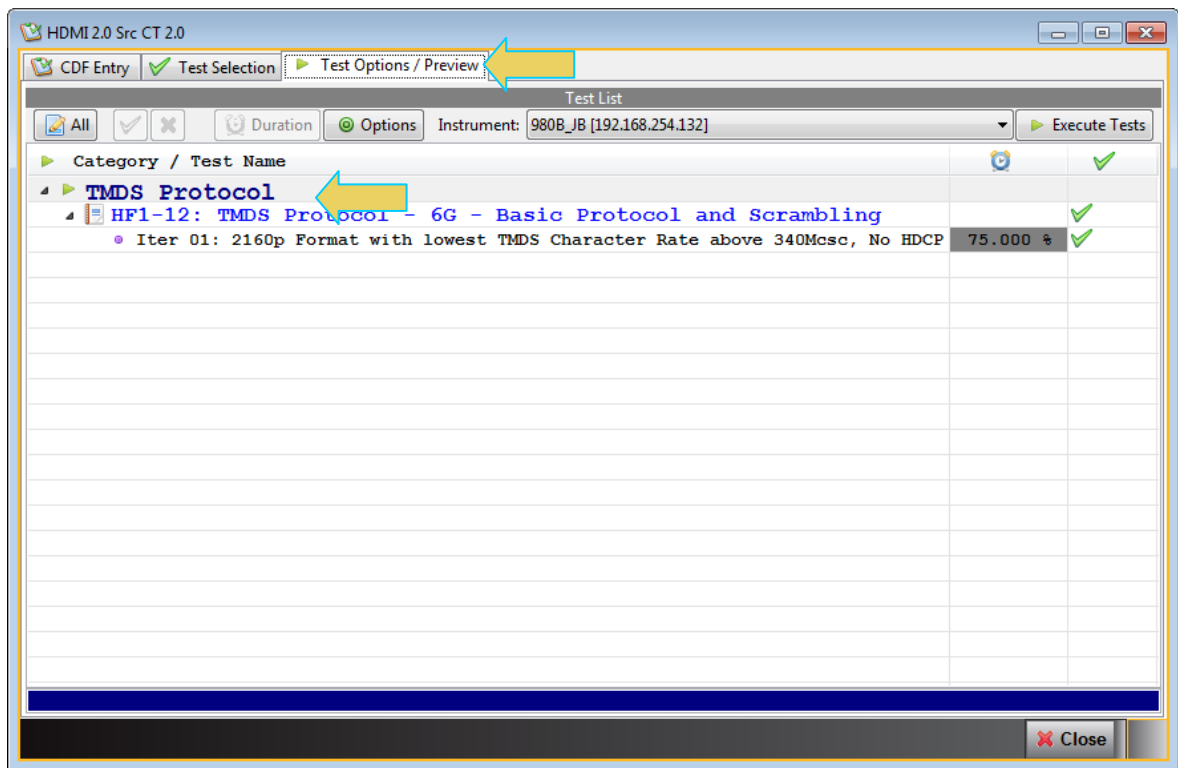 HDMI 2.0 Src CT 2.0
CDF Entry Test Selection Test Options / Preview
Test List
All Duration Options Instrument: 980B_JB [192.168.254.132] Execute Tests
Category / Test Name
TMDS Protocol
HF1-12: TMDS Protocol - 6G - Basic Protocol and Scrambling
Iter 01: 2160p Format with lowest TMDS Character Rate above 340Mcsc, No HDCP 75.000 %
Close